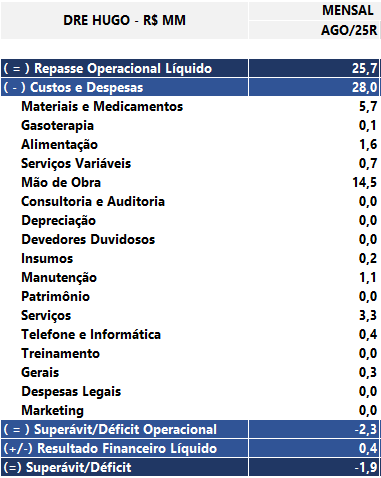 DRE HUGO - R$ MM MENSAL
AGO/25R
( = ) Repasse Operacional Líquido 25,7
( - ) Custos e Despesas 28,0
Materiais e Medicamentos 5,7
Gasoterapia 0,1
Alimentação 1,6
Serviços Variáveis 0,7
Mão de Obra 14,5
Consultoria e Auditoria 0,0
Depreciação 0,0
Devedores Duvidosos 0,0
Insumos 0,2
Manutenção 1,1
Patrimônio 0,0
Serviços 3,3
Telefone e Informática 0,4
Treinamento 0,0
Gerais 0,3
Despesas Legais 0,0
Marketing 0,0
( = ) Superávit/Déficit Operacional -2,3
(+/-) Resultado Financeiro Líquido 0,4
(=) Superávit/Déficit -1,9